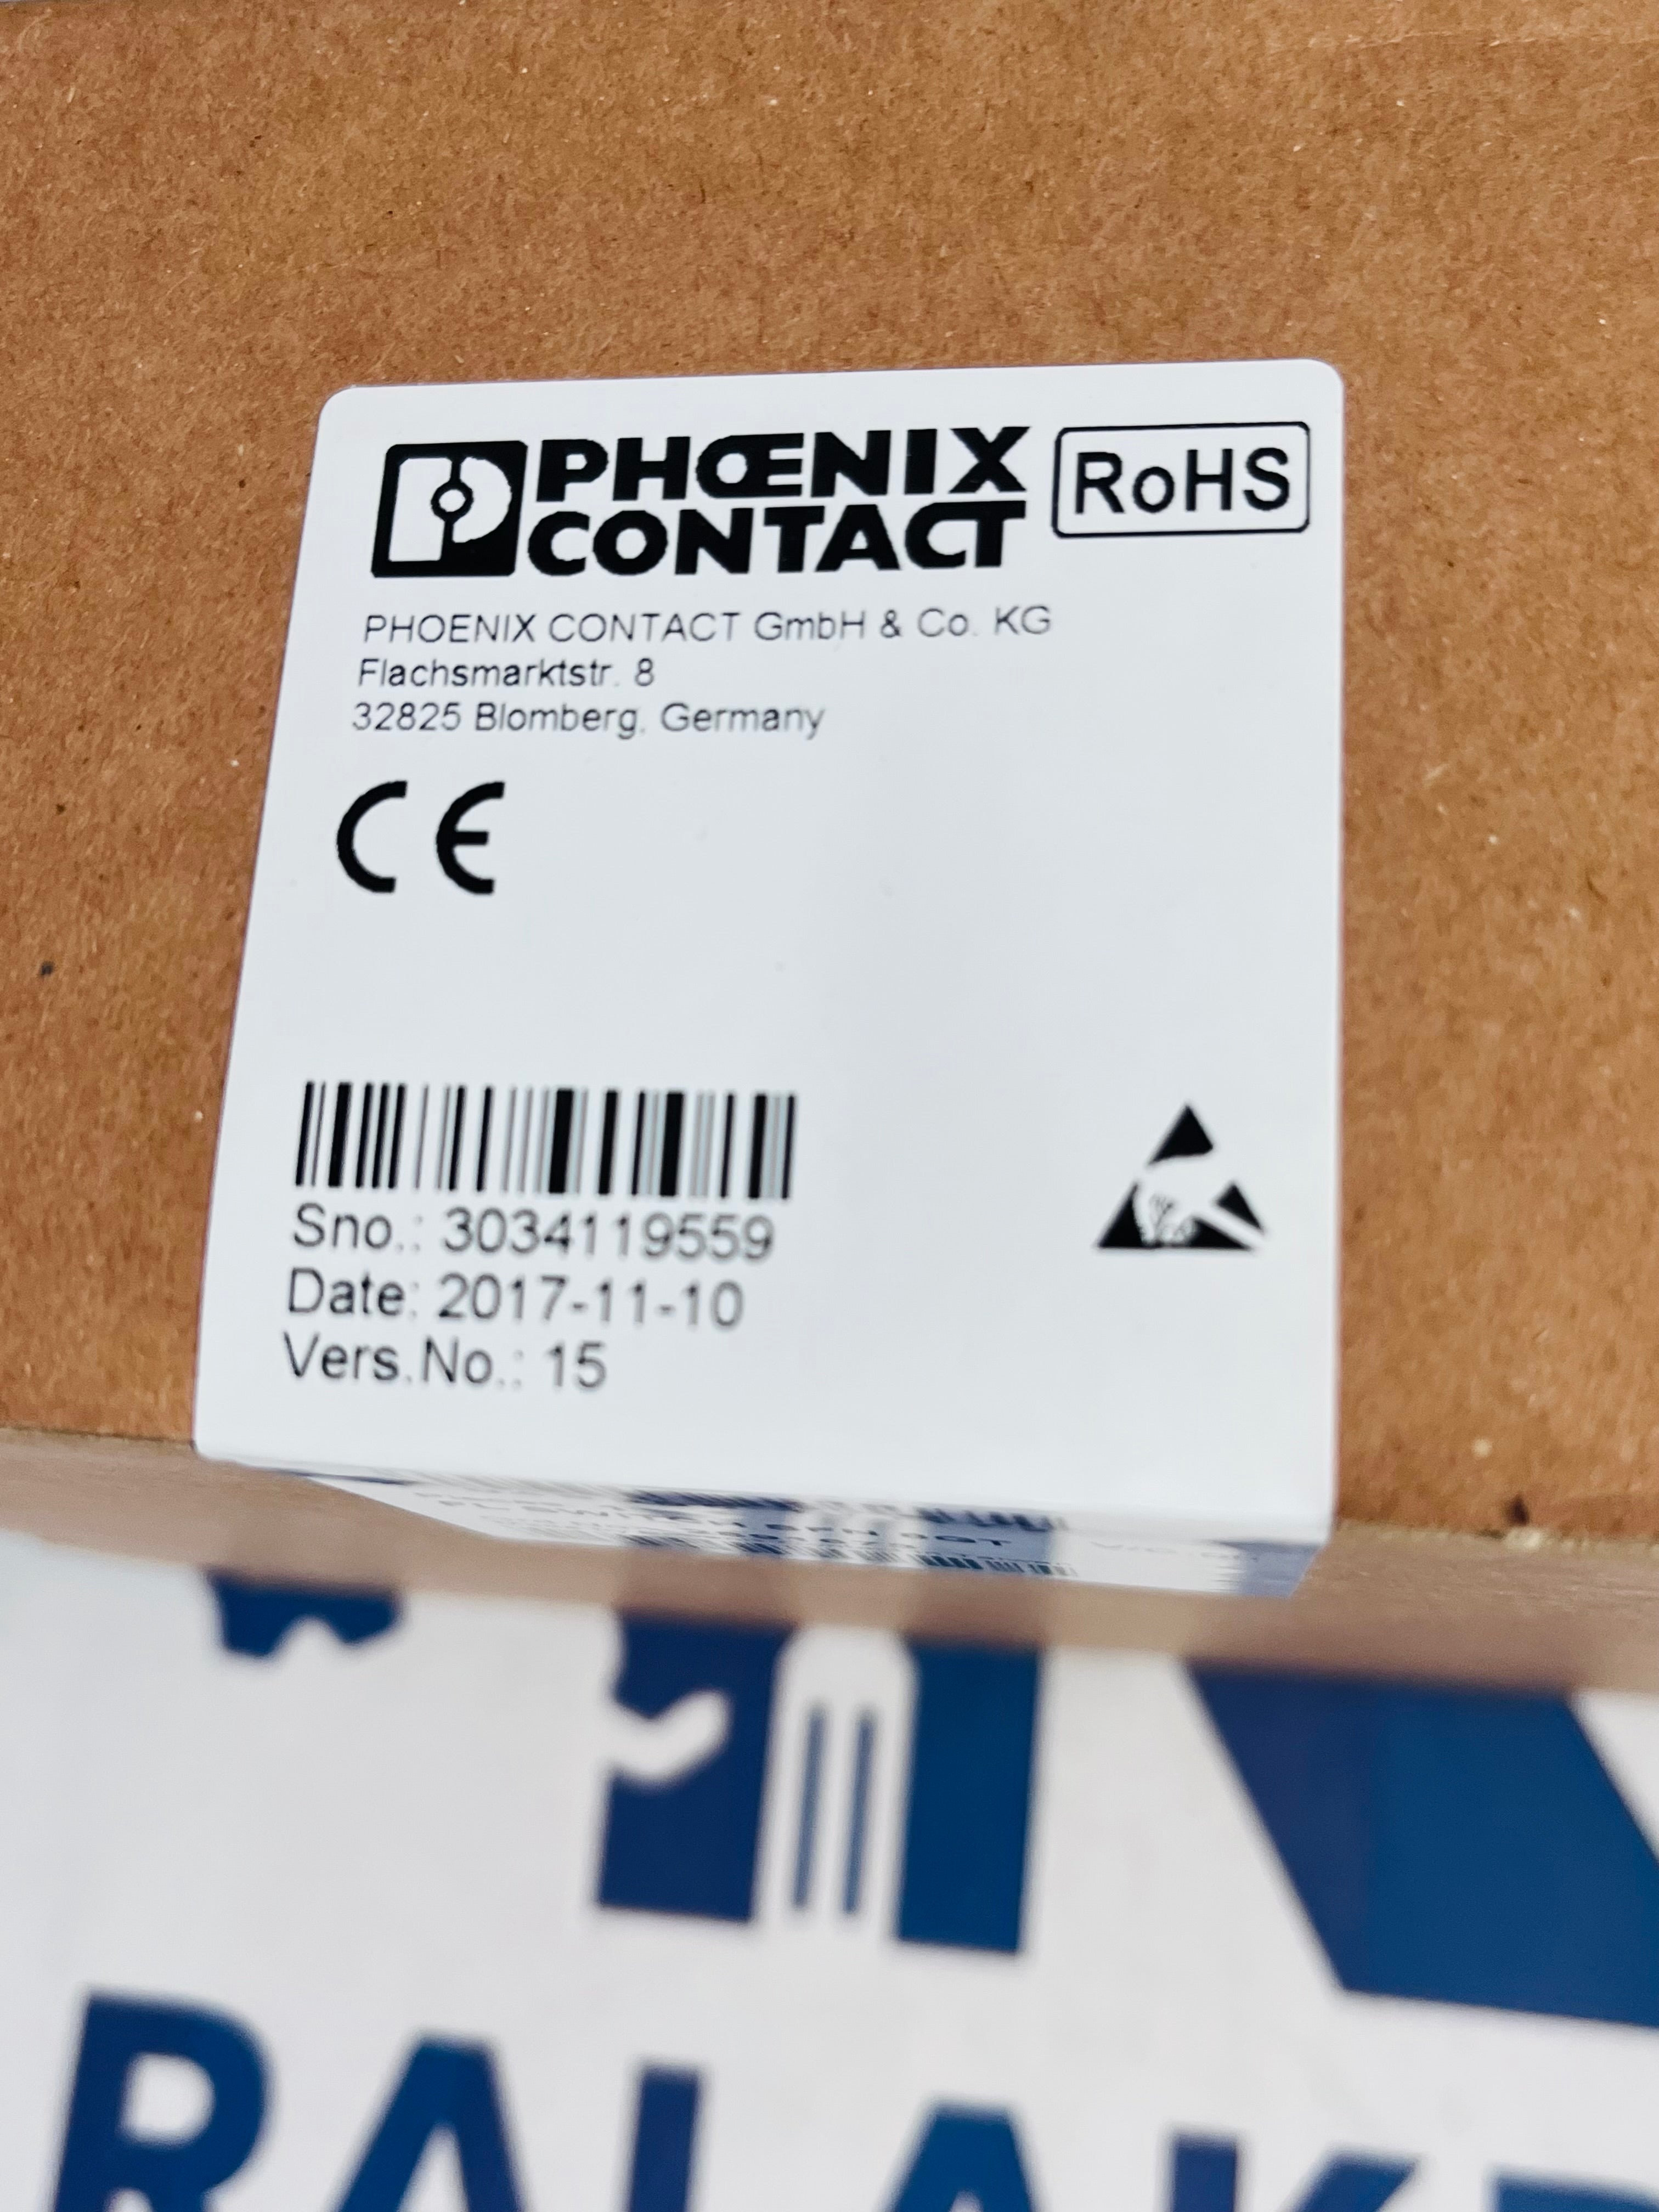 PHŒNIX
CONTACT
RoHS
PHOENIX CONTACT GmbH & Co. KG
Flachsmarktstr. 8
32825 Blomberg, Germany
CE
Sno.: 3034119559
Date: 2017-11-10
Vers.No.: 15